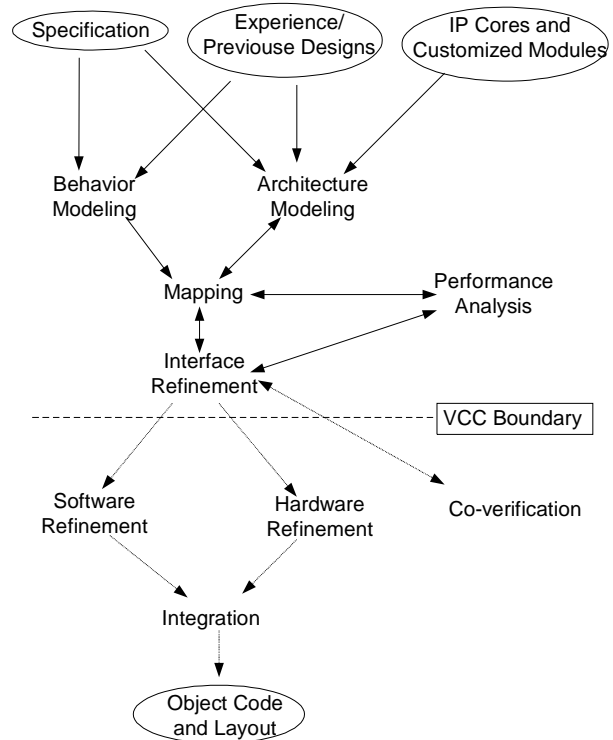 Specification
Experience/
Previouse Designs
IP Cores and
Customized Modules
Behavior
Modeling
Architecture
Modeling
Mapping
Performance
Analysis
Interface
Refinement
VCC Boundary
Software
Refinement
Hardware
Refinement
Co-verification
Integration
Object Code
and Layout